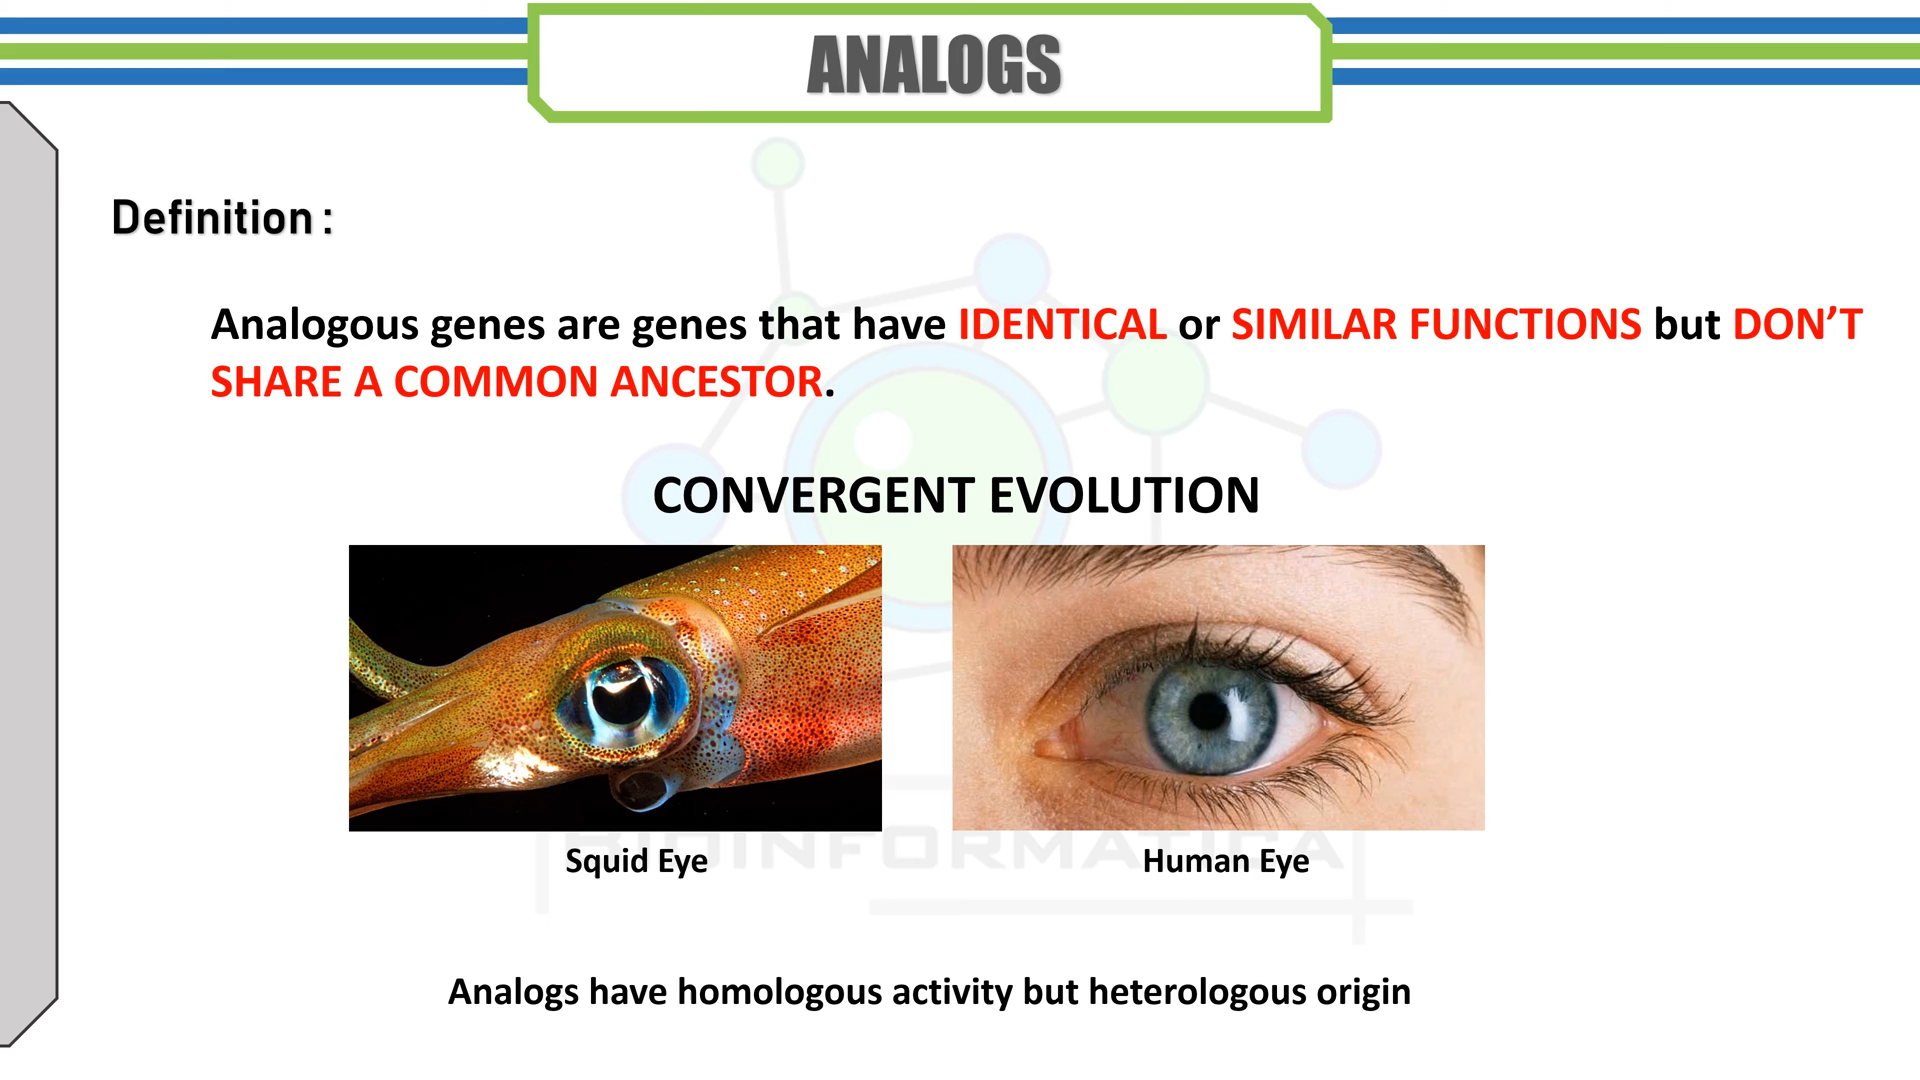 ANALOGS
Definition :
Analogous genes are genes that have IDENTICAL or SIMILAR FUNCTIONS but DON’T
SHARE A COMMON ANCESTOR.
CONVERGENT EVOLUTION
BIOINFORMATICA
Squid Eye
Human Eye
Analogs have homologous activity but heterologous origin